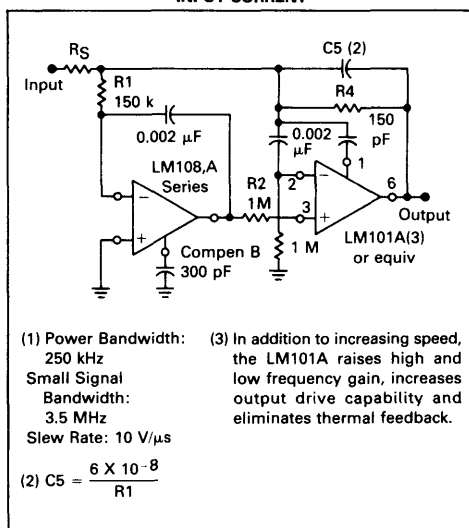 INPUT CURRENT
C5 (2)
RS
Input
R1
150 k
R4
0.002 μF
0.002
μF
150
pF
LM108,A
Series
R2
1M
1
2
3
6
Output
Compen B
300 pF
1 M
LM101A(3)
or equiv
(1) Power Bandwidth:
250 kHz
Small Signal
Bandwidth:
3.5 MHz
Slew Rate: 10 V/μs
(2) C5 = 6 X 10-8
R1
(3) In addition to increasing speed,
the LM101A raises high and
low frequency gain, increases
output drive capability and
eliminates thermal feedback.